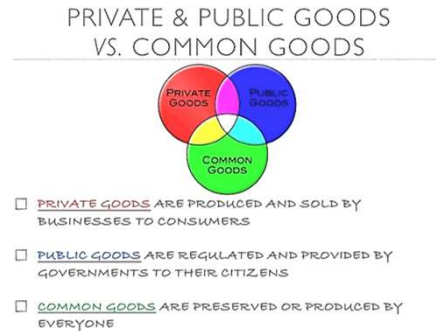 PRIVATE & PUBLIC GOODS
VS. COMMON GOODS
PRIVATE
GOODS
PUBLIC
GOODS
COMMON
GOODS
PRIVATE GOODS ARE PRODUCED AND SOLD BY
BUSINESSES TO CONSUMERS
PUBLIC GOODS ARE REGULATED AND PROVIDED BY
GOVERNMENTS TO THEIR CITIZENS
COMMON GOODS ARE PRESERVED OR PRODUCED BY
EVERYONE